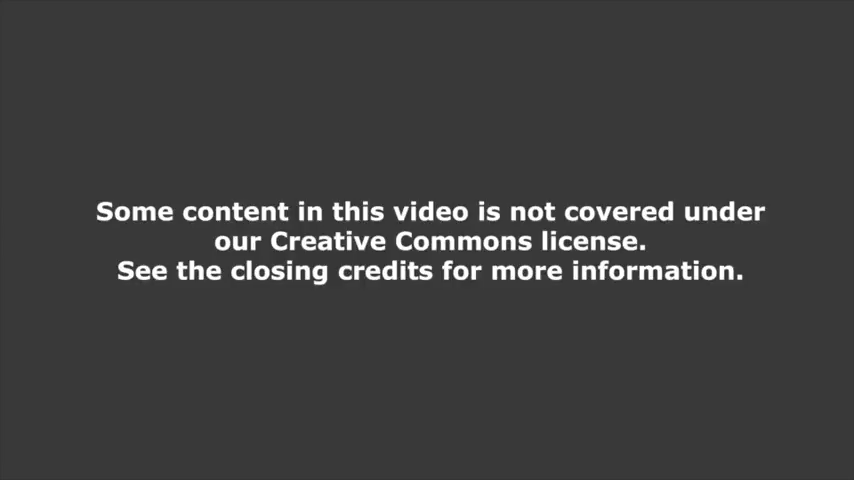 Some content in this video is not covered under
our Creative Commons license.
See the closing credits for more information.